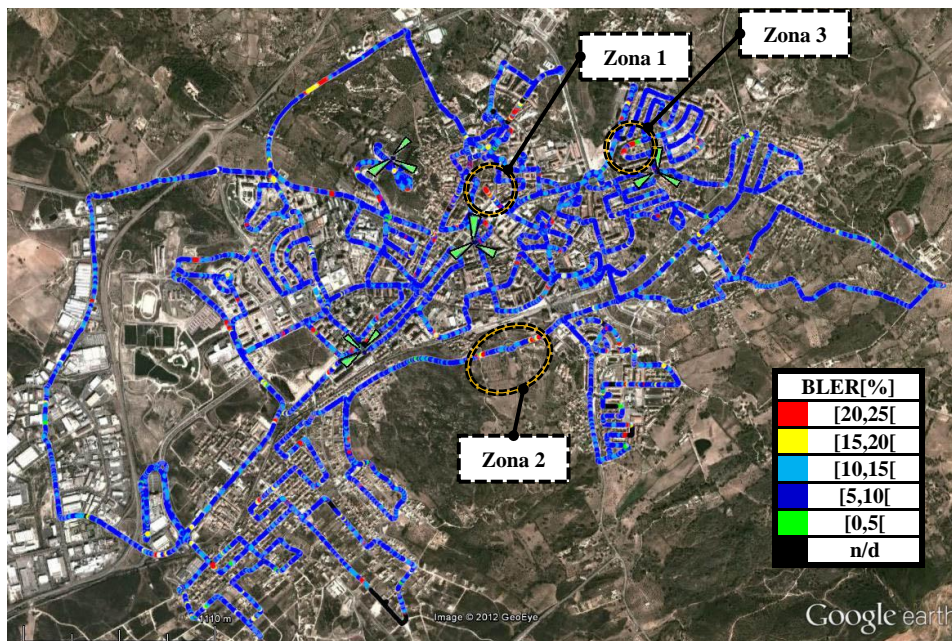 Zona 1
Zona 3
Zona 2
BLER[%]
[20,25[
[15,20[
[10,15[
[5,10[
[0,5[
n/d
1110 m
Image © 2012 GeoEye
Google earth